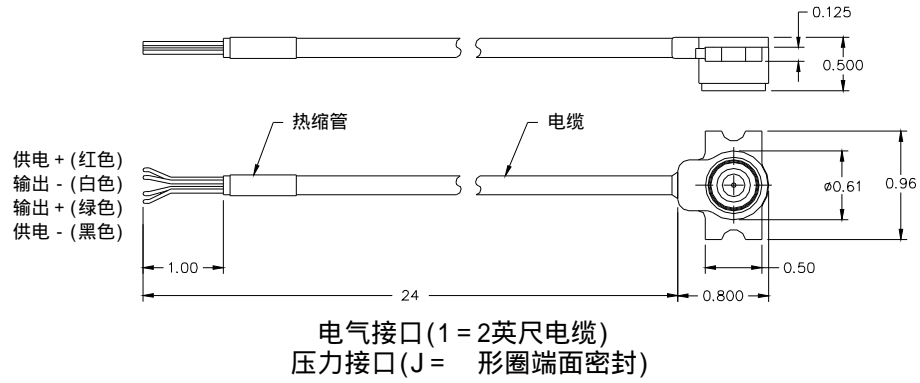 0.125
0.500
热缩管
电缆
供电 + (红色)
输出 - (白色)
输出 + (绿色)
供电 - (黑色)
ø0.61
0.96
1.00
0.50
24
0.800
电气接口(1 = 2英尺电缆)
压力接口(J = 形圈端面密封)